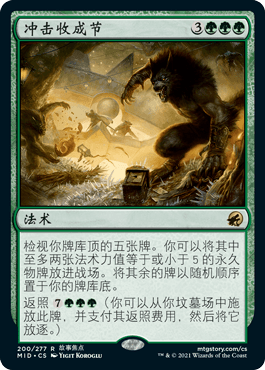 冲击收成节 3
法术
检视你牌库顶的五张牌。你可以将其中
至多两张法术力值等于或小于 5 的永久
物牌放进战场。将其余的牌以随机顺序
置于你的牌库底。
返照 7（你可以从你坟墓场中施
放此牌，并支付其返照费用，然后将它
放逐。）
200/277 R 故事焦点
MID • CS YIGIT KOROGLU
mtgstory.com/cs
™ & © 2021 Wizards of the Coast